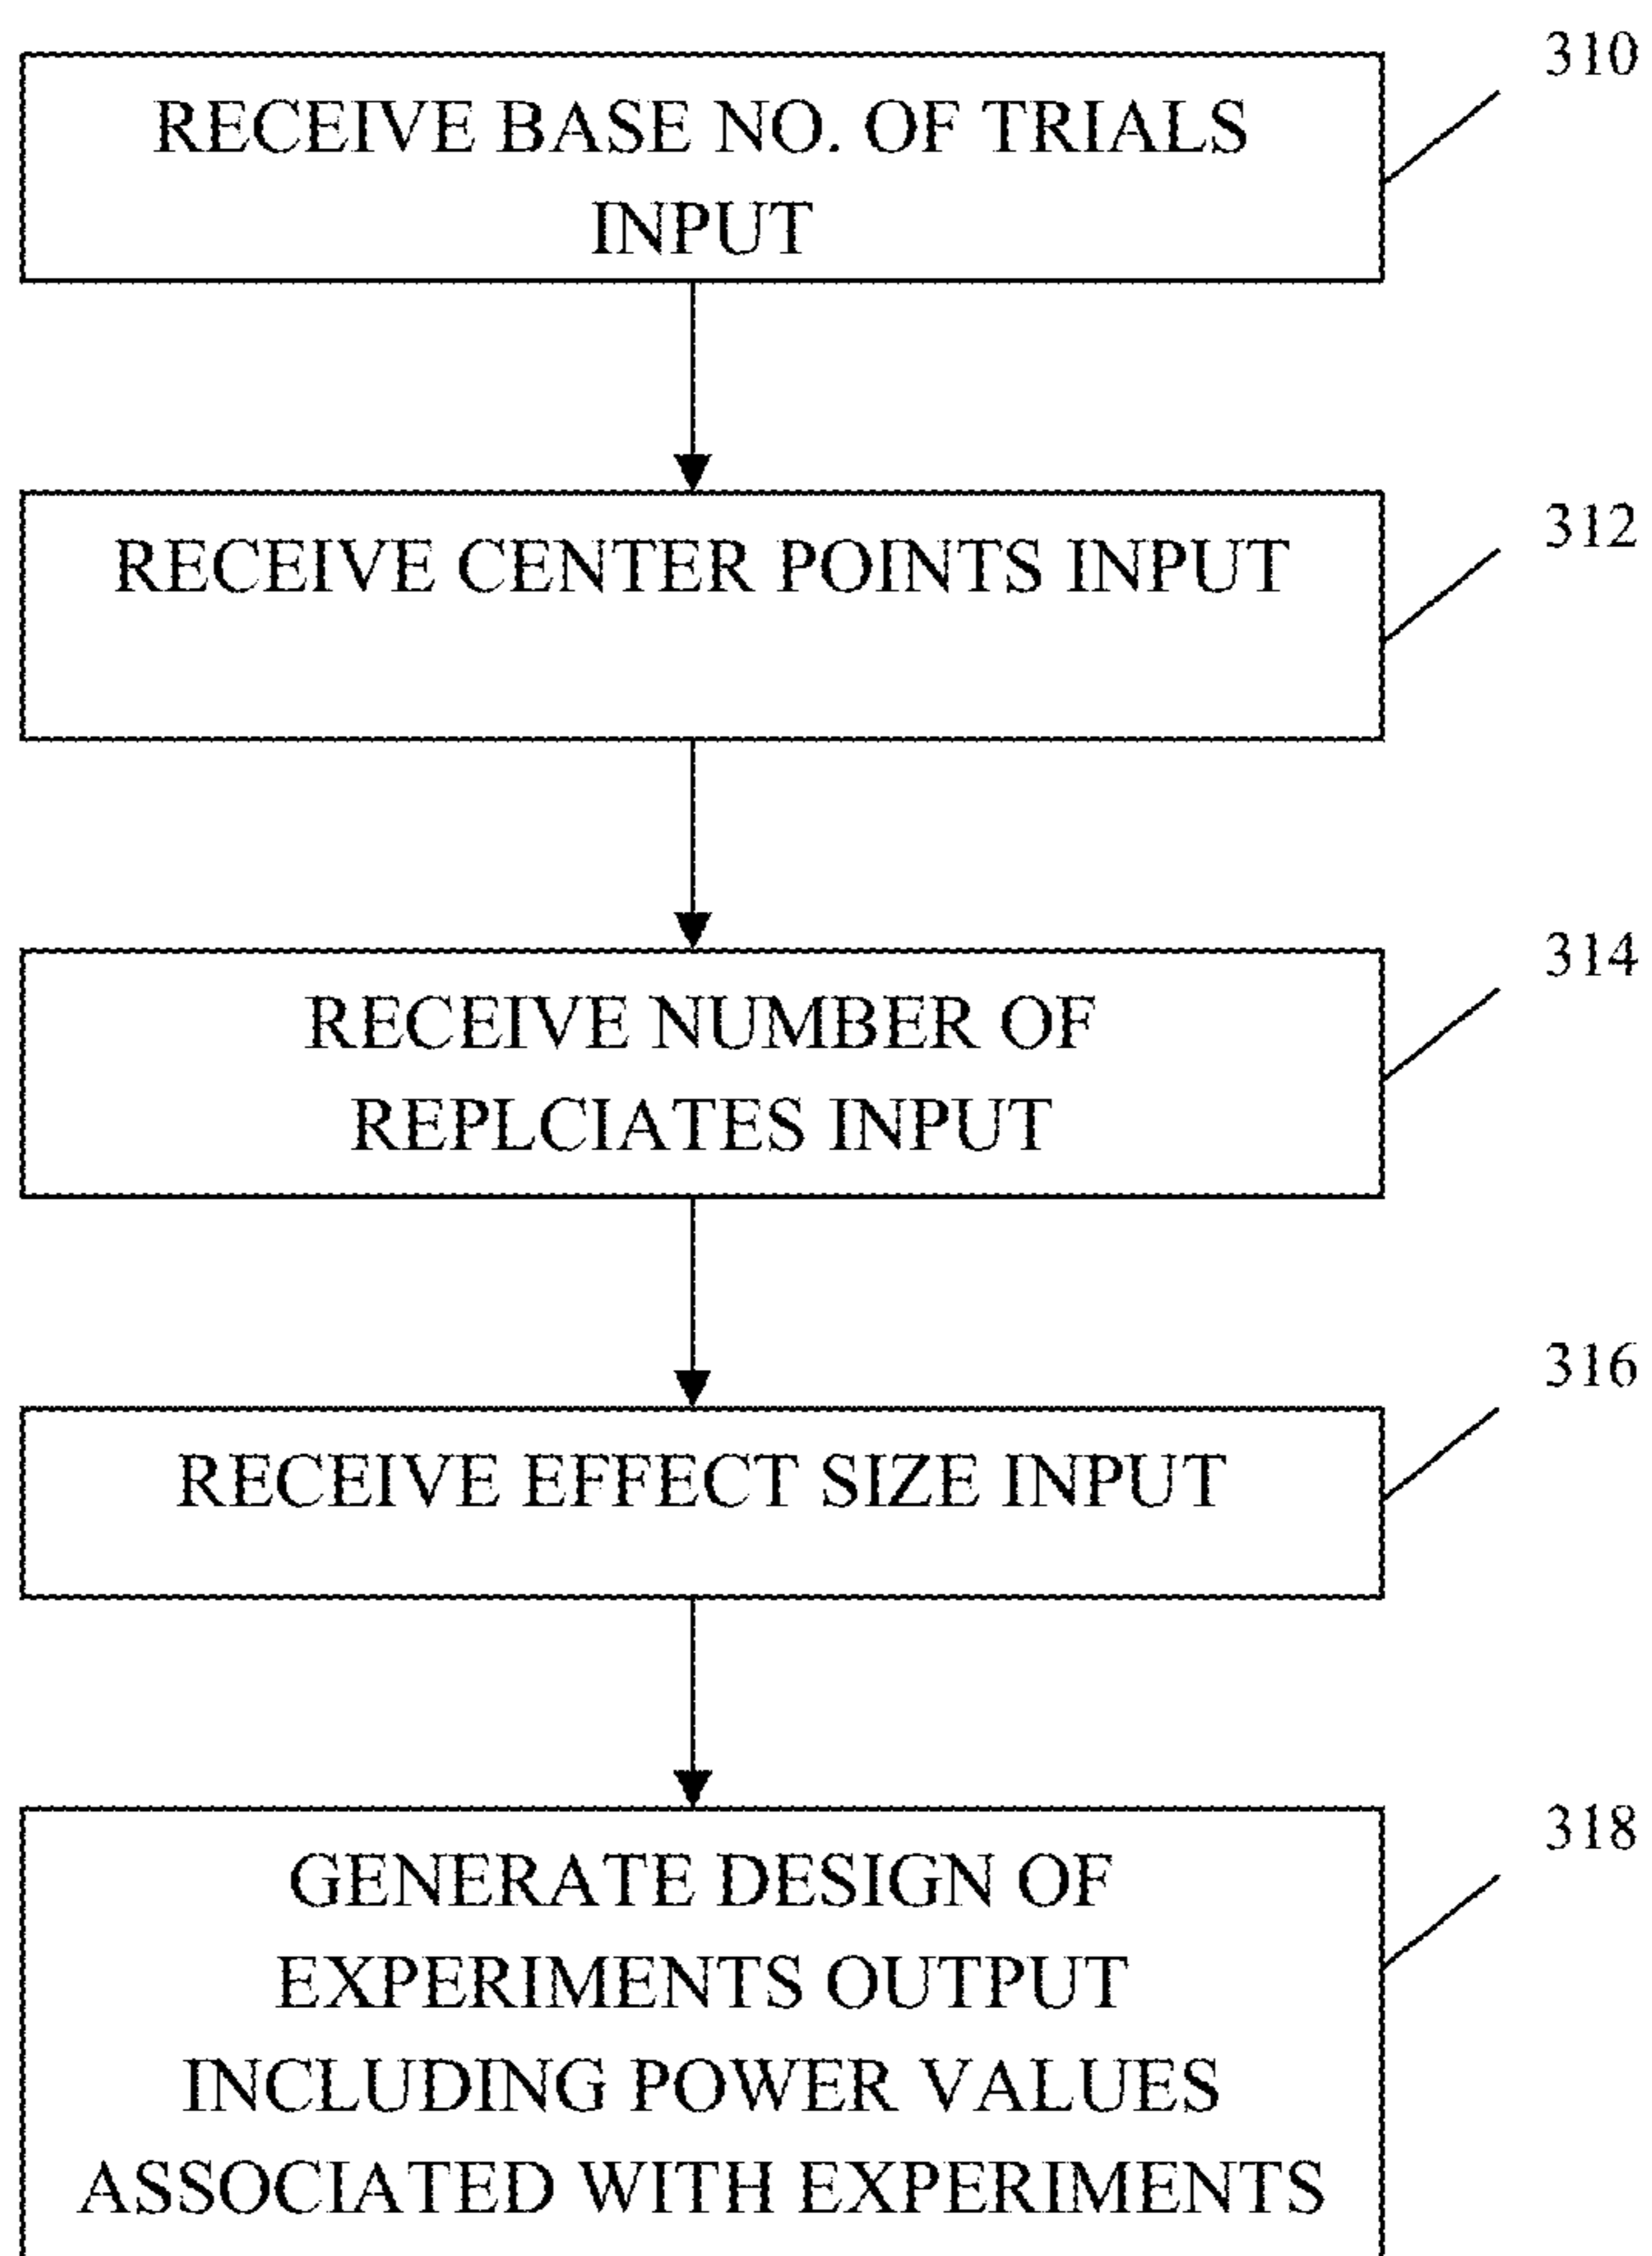 310
RECEIVE BASE NO. OF TRIALS
INPUT
312
RECEIVE CENTER POINTS INPUT
314
RECEIVE NUMBER OF
REPLCIATES INPUT
316
RECEIVE EFFECT SIZE INPUT
318
GENERATE DESIGN OF
EXPERIMENTS OUTPUT
INCLUDING POWER VALUES
ASSOCIATED WITH EXPERIMENTS